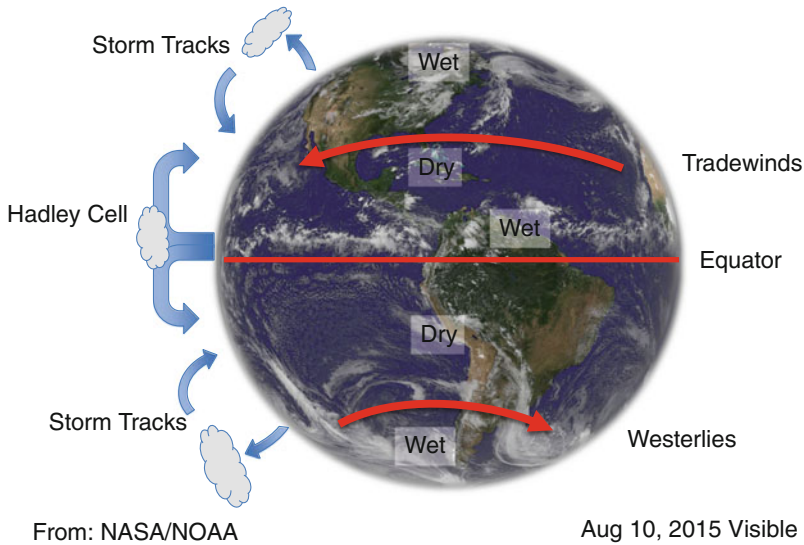 Storm Tracks
Wet
Dry
Tradewinds
Hadley Cell
Wet
Equator
Dry
Storm Tracks
Westerlies
Wet
From: NASA/NOAA
Aug 10, 2015 Visible